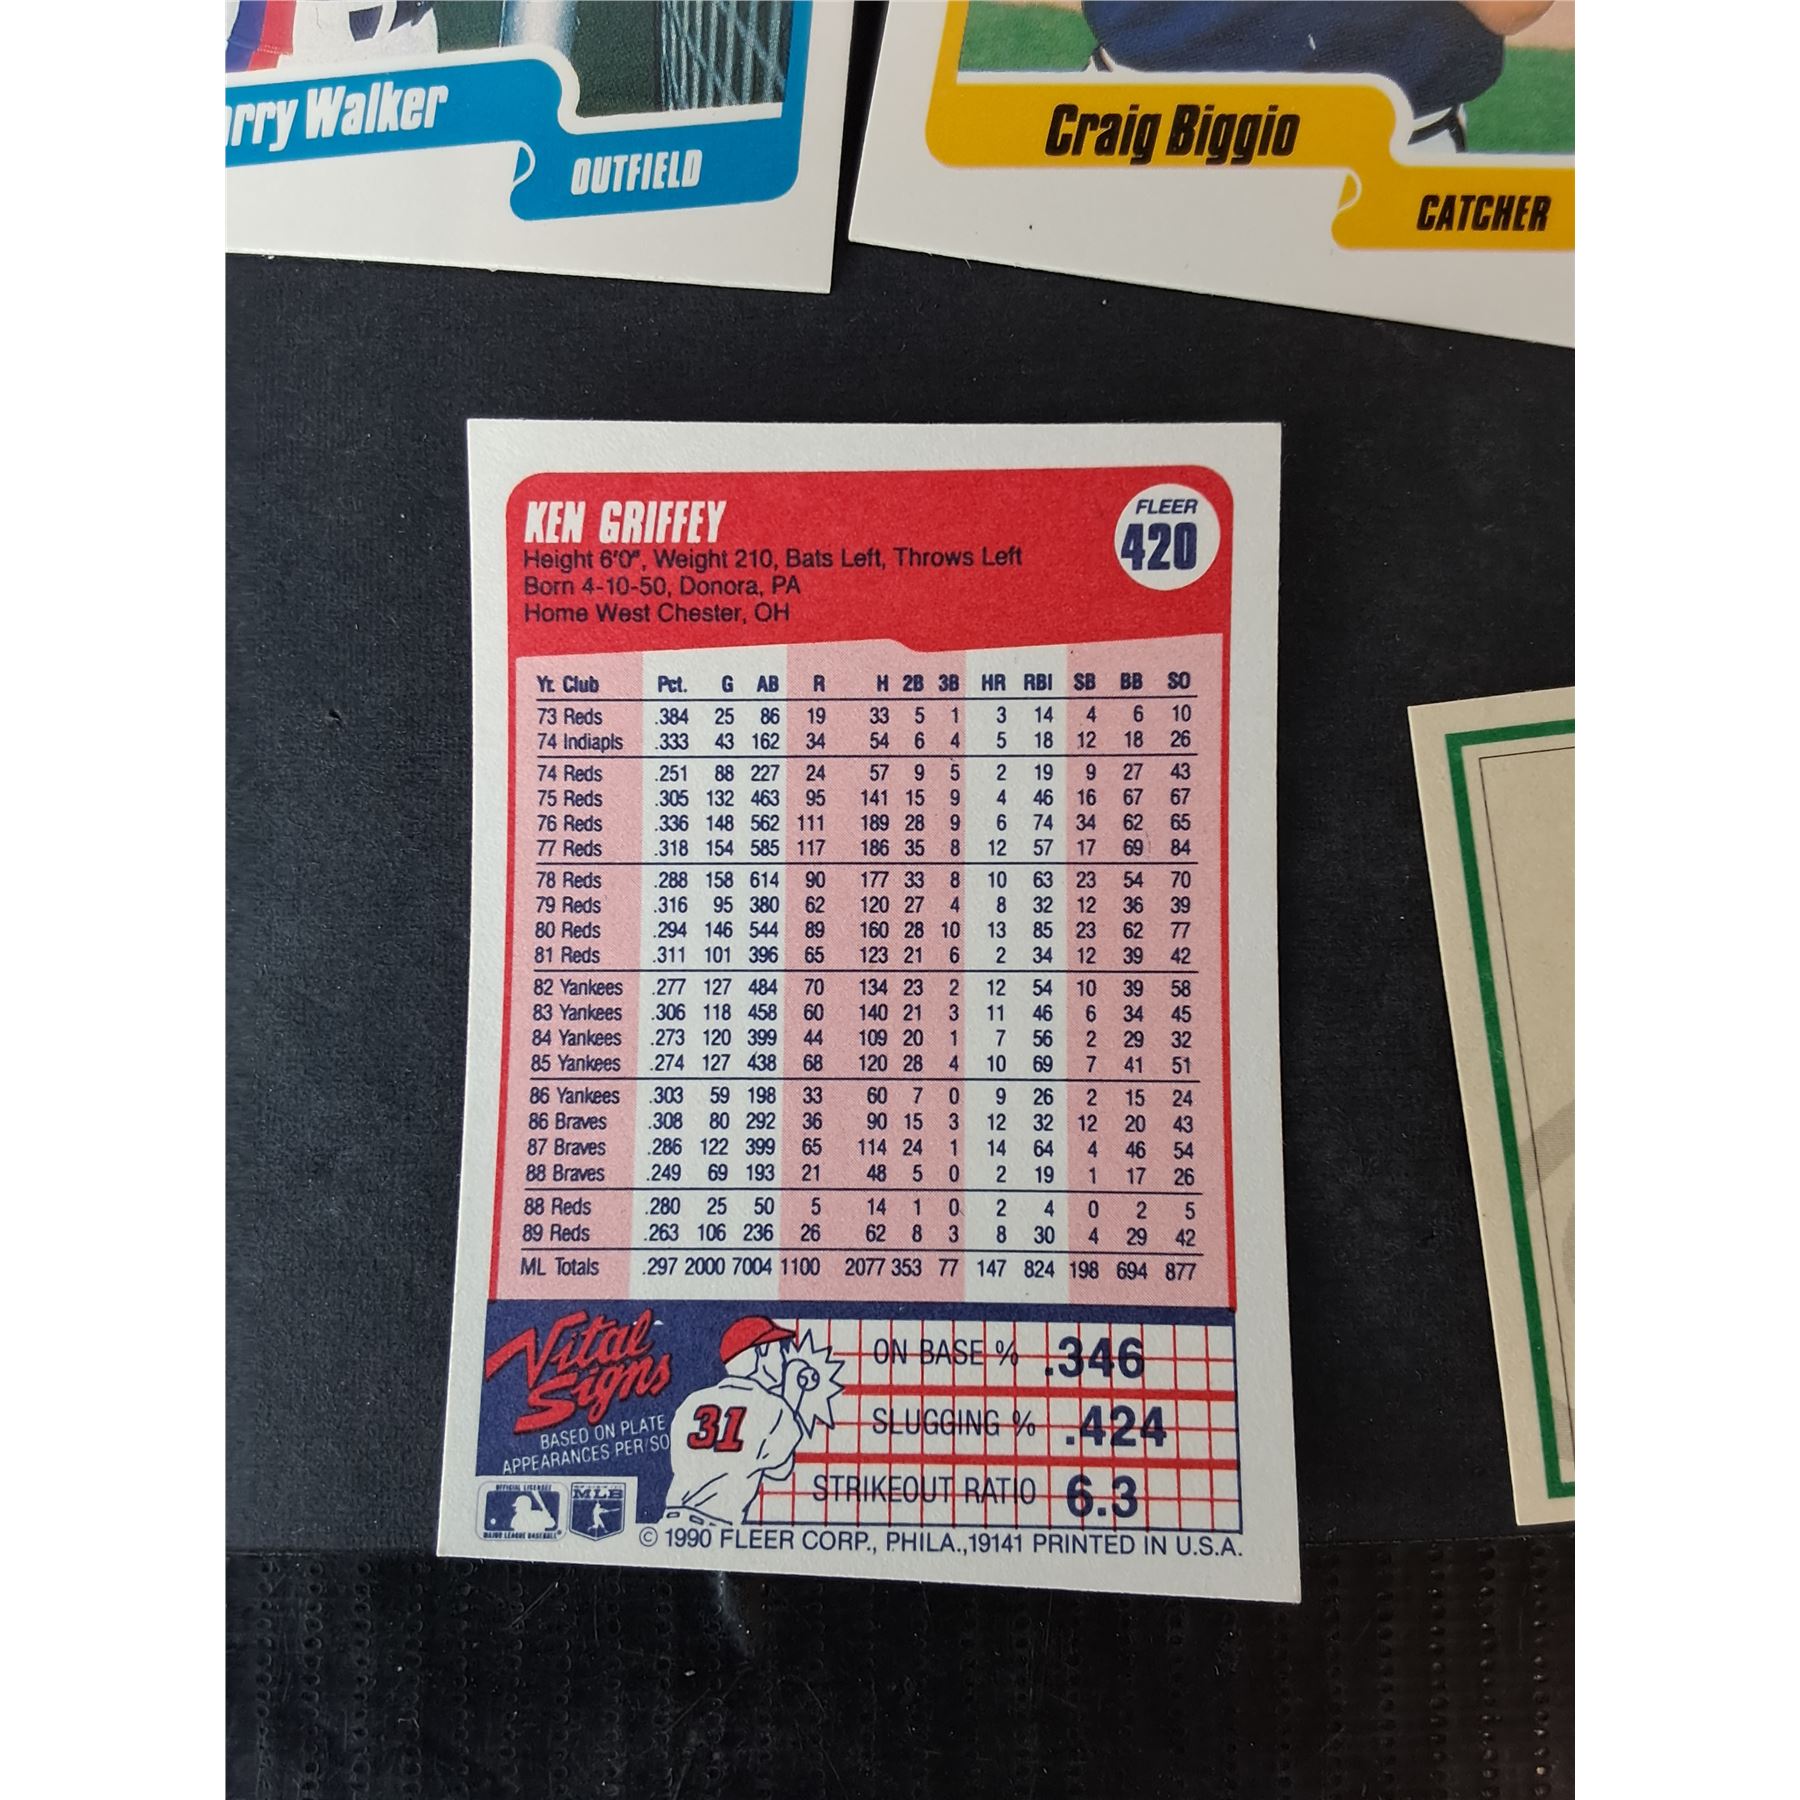 arry Walker
OUTFIELD
Craig Biggio
CATCHER
KEN GRIFFEY
FLEER
420
Height 6'0", Weight 210, Bats Left, Throws Left
Born 4-10-50, Donora, PA
Home West Chester, OH
Yr. Club Pct. G AB R H 2B 3B HR RBI SB BB SO
73 Reds .384 25 86 19 33 5 1 3 14 4 6 10
74 Indiapls .333 43 162 34 54 6 4 5 18 12 18 26
74 Reds .251 88 227 24 57 9 5 2 19 9 27 43
75 Reds .305 132 463 95 141 15 9 4 46 16 67 67
76 Reds .336 148 562 111 189 28 9 6 74 34 62 65
77 Reds .318 154 585 117 186 35 8 12 57 17 69 84
78 Reds .288 158 614 90 177 33 8 10 63 23 54 70
79 Reds .316 95 380 62 120 27 4 8 32 12 36 39
80 Reds .294 146 544 89 160 28 10 13 85 23 62 77
81 Reds .311 101 396 65 123 21 6 2 34 12 39 42
82 Yankees .277 127 484 70 134 23 2 12 54 10 39 58
83 Yankees .306 118 458 60 140 21 3 11 46 6 34 45
84 Yankees .273 120 399 44 109 20 1 7 56 2 29 32
85 Yankees .274 127 438 68 120 28 4 10 69 7 41 51
86 Yankees .303 59 198 33 60 7 0 9 26 2 15 24
86 Braves .308 80 292 36 90 15 3 12 32 12 20 43
87 Braves .286 122 399 65 114 24 1 14 64 4 46 54
88 Braves .249 69 193 21 48 5 0 2 19 1 17 26
88 Reds .280 25 50 5 14 1 0 2 4 0 2 5
89 Reds .263 106 236 26 62 8 3 8 30 4 29 42
ML Totals .297 2000 7004 1100 2077 353 77 147 824 198 694 877
Vital
Signs
BASED ON PLATE
APPEARANCES PER/SO
31
ON BASE % .346
SLUGGING % .424
STRIKEOUT RATIO 6.3
OFFICIAL LICENSEE
MAJOR LEAGUE BASEBALL
MLB
© 1990 FLEER CORP., PHILA., 19141 PRINTED IN U.S.A.